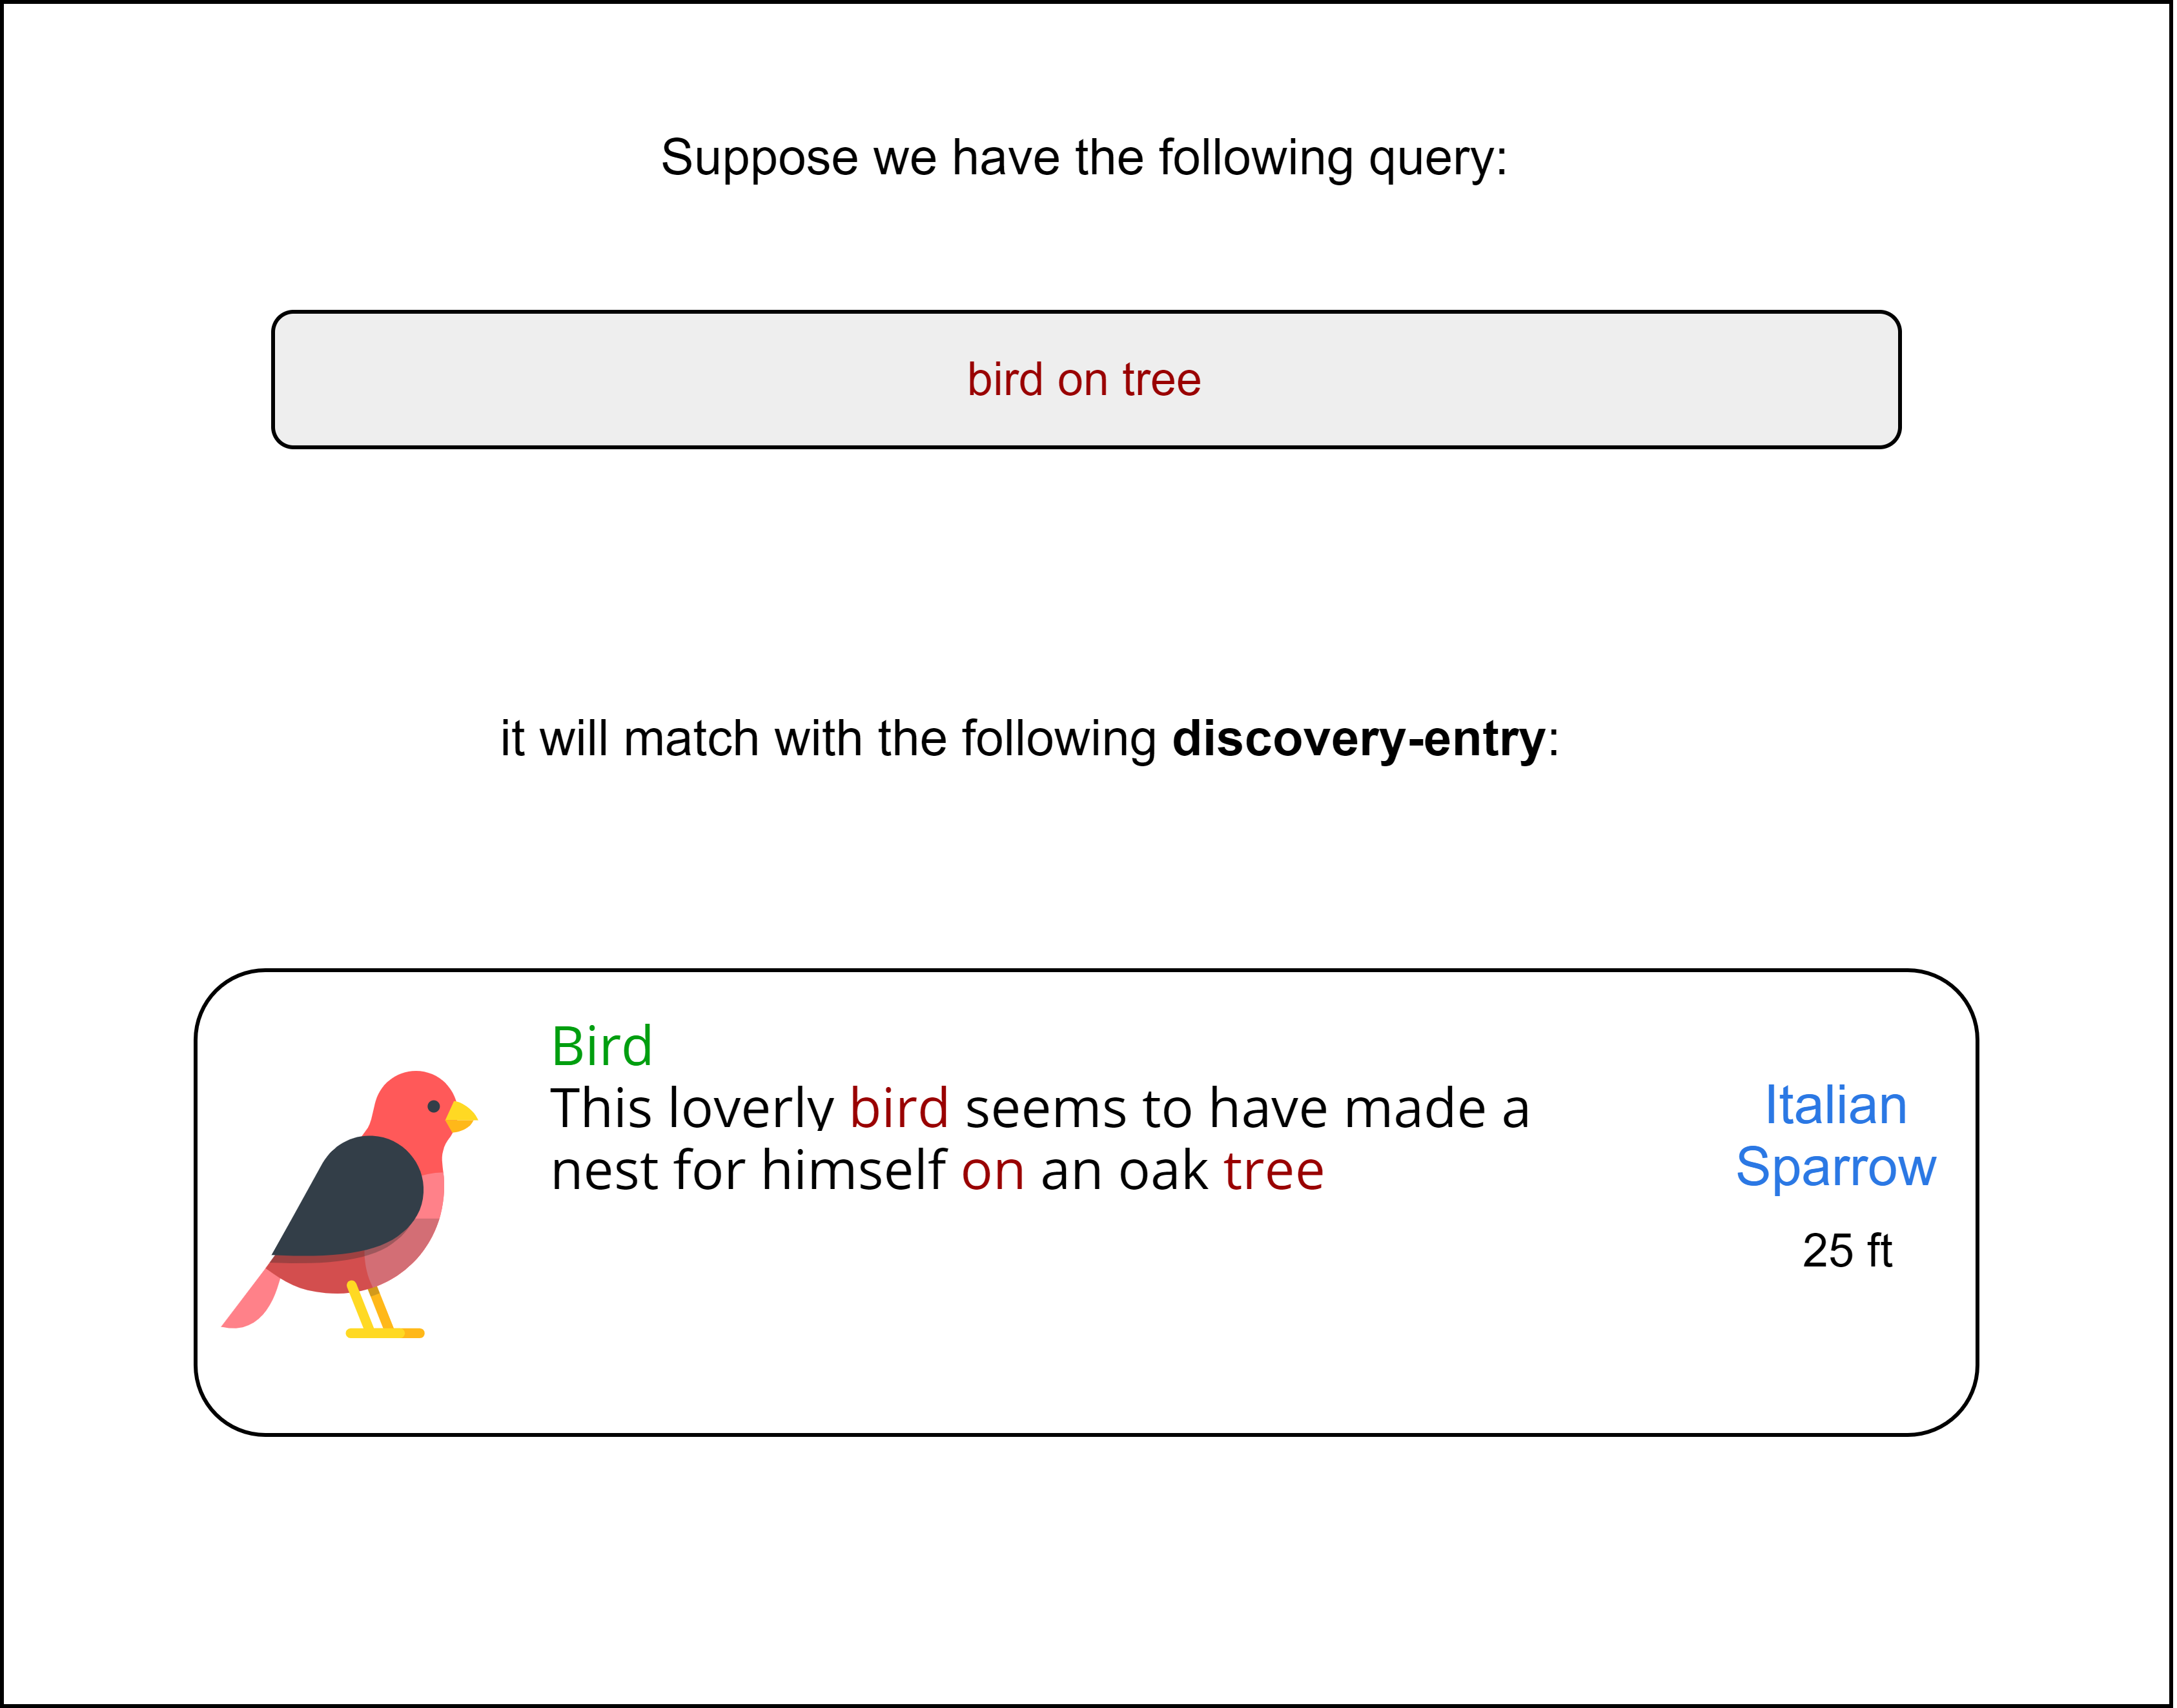 Suppose we have the following query:
bird on tree
it will match with the following discovery-entry:
Bird
This loverly bird seems to have made a
nest for himself on an oak tree
Italian
Sparrow
25 ft